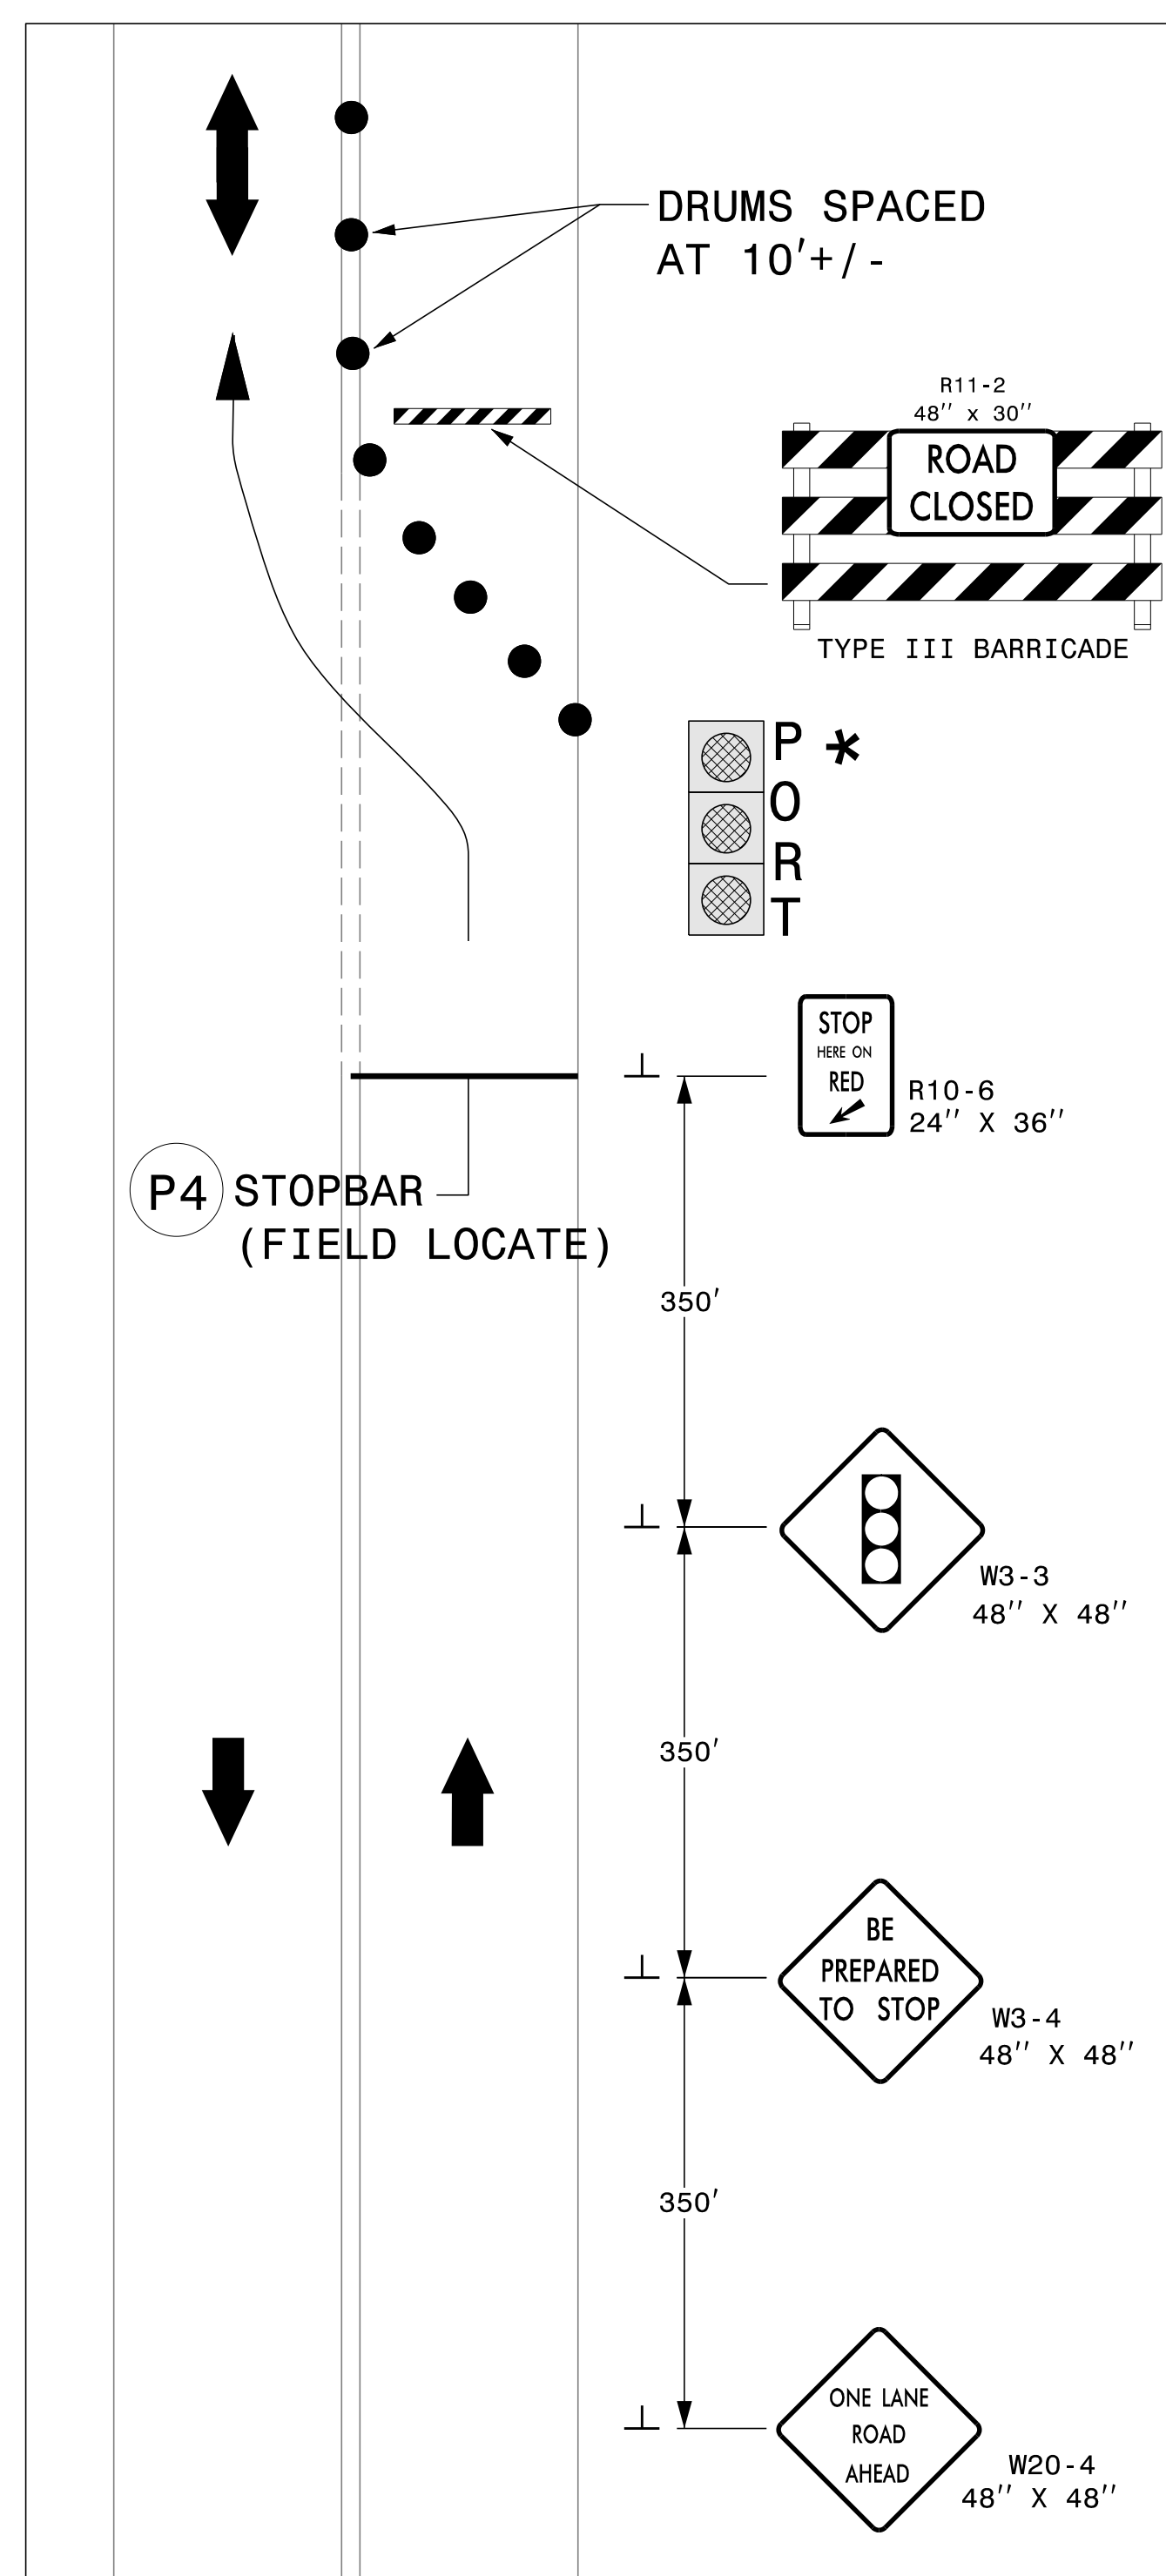 DRUMS SPACED
AT 10'+/-
R11-2
48" x 30"
ROAD
CLOSED
TYPE III BARRICADE
P *
O
R
T
STOP
HERE ON
RED
R10-6
24" X 36"
P4 STOPBAR
(FIELD LOCATE)
350'
W3-3
48" X 48"
350'
BE
PREPARED
TO STOP
W3-4
48" X 48"
350'
ONE LANE
ROAD
AHEAD
W20-4
48" X 48"